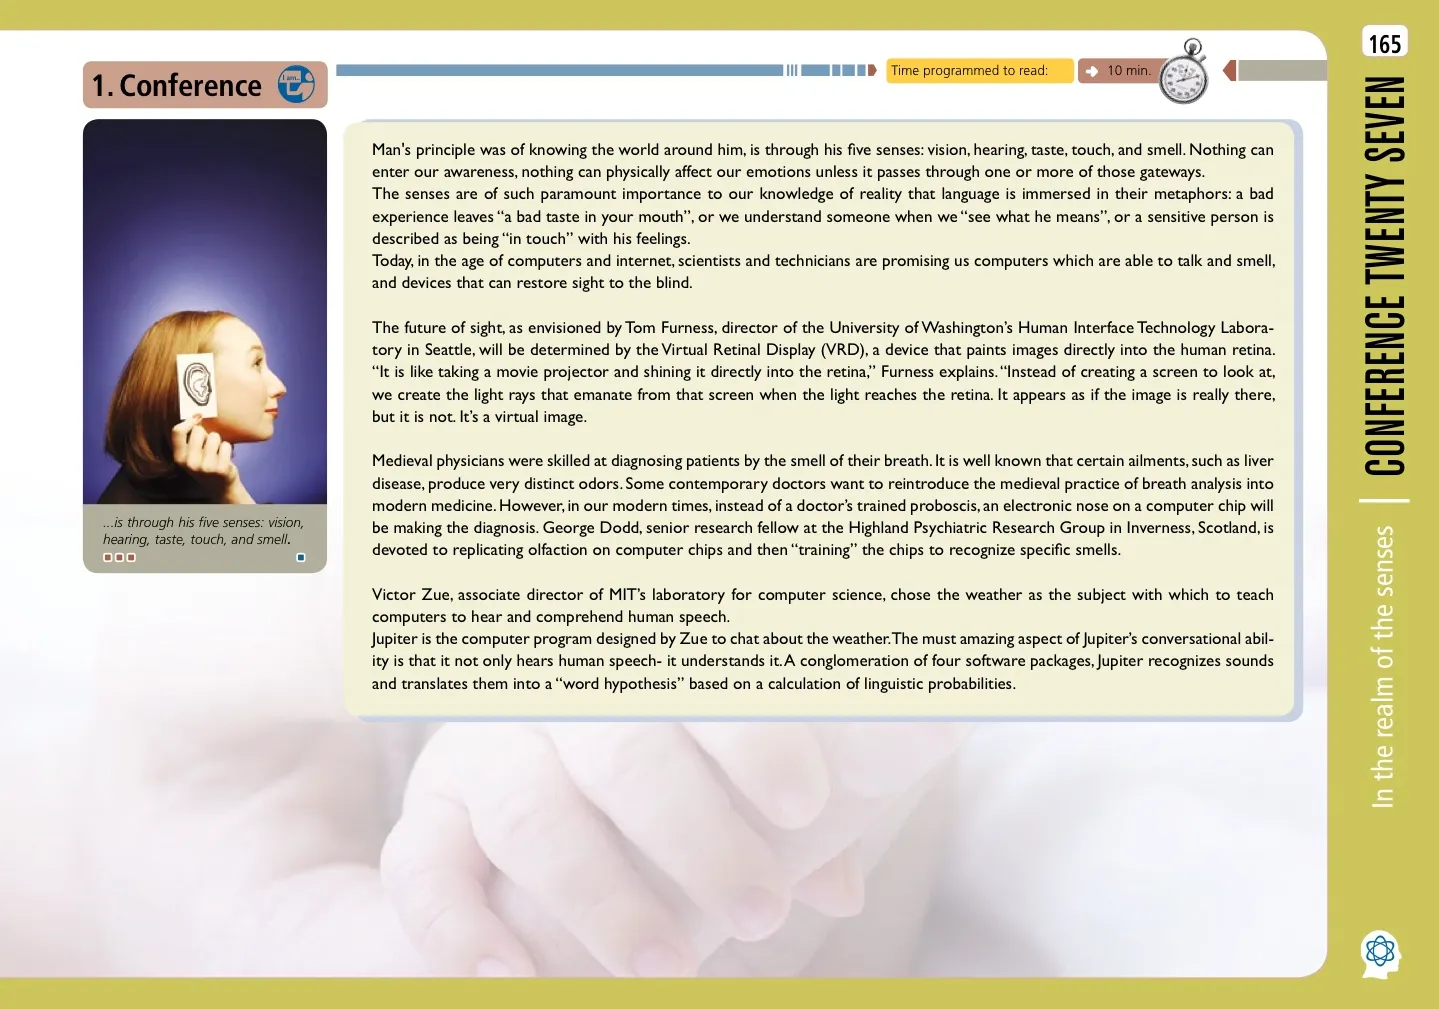 165
CONFERENCE TWENTY SEVEN
In the realm of the senses
1. Conference
I am...
Time programmed to read:
10 min.
...is through his five senses: vision,
hearing, taste, touch, and smell.
Man's principle was of knowing the world around him, is through his five senses: vision, hearing, taste, touch, and smell. Nothing can
enter our awareness, nothing can physically affect our emotions unless it passes through one or more of those gateways.
The senses are of such paramount importance to our knowledge of reality that language is immersed in their metaphors: a bad
experience leaves “a bad taste in your mouth”, or we understand someone when we “see what he means”, or a sensitive person is
described as being “in touch” with his feelings.
Today, in the age of computers and internet, scientists and technicians are promising us computers which are able to talk and smell,
and devices that can restore sight to the blind.
The future of sight, as envisioned by Tom Furness, director of the University of Washington’s Human Interface Technology Labora-
tory in Seattle, will be determined by the Virtual Retinal Display (VRD), a device that paints images directly into the human retina.
“It is like taking a movie projector and shining it directly into the retina,” Furness explains. “Instead of creating a screen to look at,
we create the light rays that emanate from that screen when the light reaches the retina. It appears as if the image is really there,
but it is not. It’s a virtual image.
Medieval physicians were skilled at diagnosing patients by the smell of their breath. It is well known that certain ailments, such as liver
disease, produce very distinct odors. Some contemporary doctors want to reintroduce the medieval practice of breath analysis into
modern medicine. However, in our modern times, instead of a doctor’s trained proboscis, an electronic nose on a computer chip will
be making the diagnosis. George Dodd, senior research fellow at the Highland Psychiatric Research Group in Inverness, Scotland, is
devoted to replicating olfaction on computer chips and then “training” the chips to recognize specific smells.
Victor Zue, associate director of MIT’s laboratory for computer science, chose the weather as the subject with which to teach
computers to hear and comprehend human speech.
Jupiter is the computer program designed by Zue to chat about the weather. The must amazing aspect of Jupiter’s conversational abil-
ity is that it not only hears human speech- it understands it. A conglomeration of four software packages, Jupiter recognizes sounds
and translates them into a “word hypothesis” based on a calculation of linguistic probabilities.